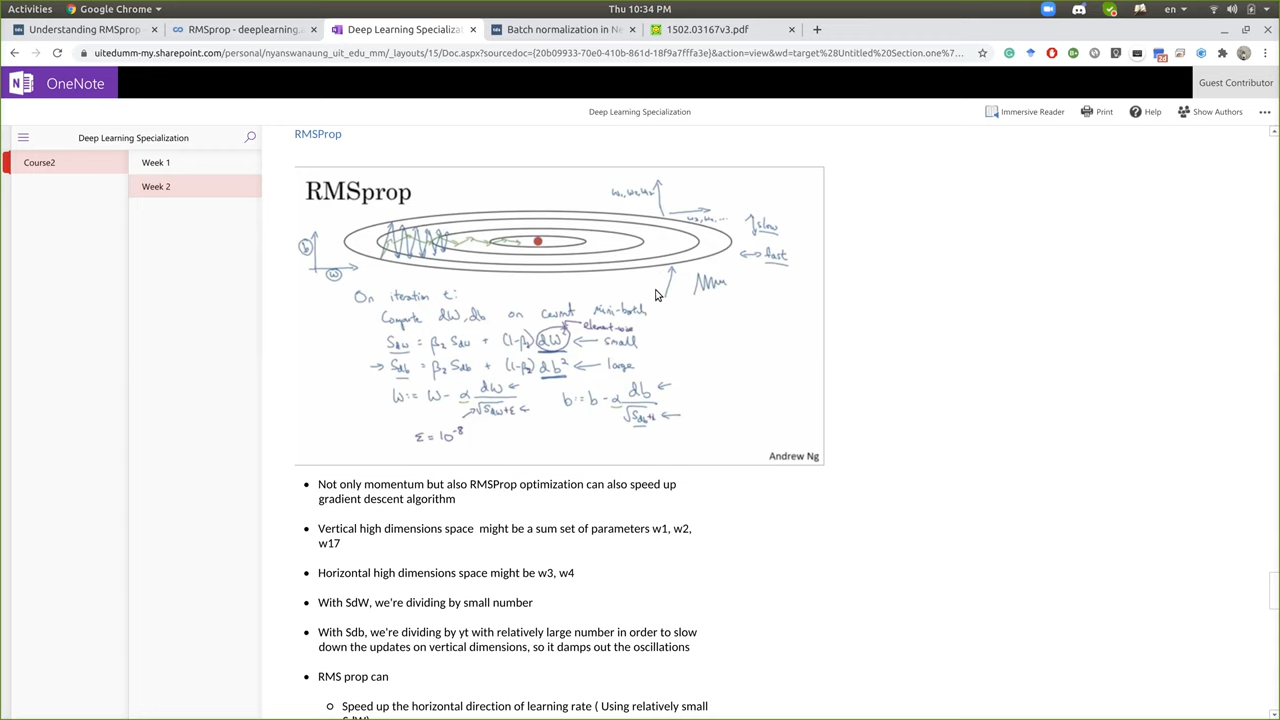 Activities
Google Chrome
Thu 10:34 PM
en
Understanding RMSprop
RMSProp - deeplearning.a
Deep Learning Specializat
Batch normalization in Ne
1502.03167v3.pdf
uitedumm-my.sharepoint.com/personal/nyanswanaung_uit_edu_mm/_layouts/15/Doc.aspx?sourcedoc={20b09933-70e0-410b-861d-18f9a7fffa3e}&action=view&wd=target%28Untitled%20Section.one%7...
OneNote
Guest Contributor
Deep Learning Specialization
Immersive Reader
Print
Help
Show Authors
Deep Learning Specialization
Course2
Week 1
Week 2
RMSProp
RMSprop
w1, w2, w17
w3, w4, ...
slow
fast
b
w
On iteration t:
Compute dW, db on current mini-batch
element-wise
Sdw = β2 Sdw + (1-β2) dW² ← small
→ Sdb = β2 Sdb + (1-β2) db² ← large
W := W - α dW/√Sdw+ε ←
b := b - α db/√Sdb+ε ←
ε = 10⁻⁸
Andrew Ng
• Not only momentum but also RMSProp optimization can also speed up
gradient descent algorithm
• Vertical high dimensions space might be a sum set of parameters w1, w2,
w17
• Horizontal high dimensions space might be w3, w4
• With SdW, we're dividing by small number
• With Sdb, we're dividing by yt with relatively large number in order to slow
down the updates on vertical dimensions, so it damps out the oscillations
• RMS prop can
o Speed up the horizontal direction of learning rate ( Using relatively small
SdW)